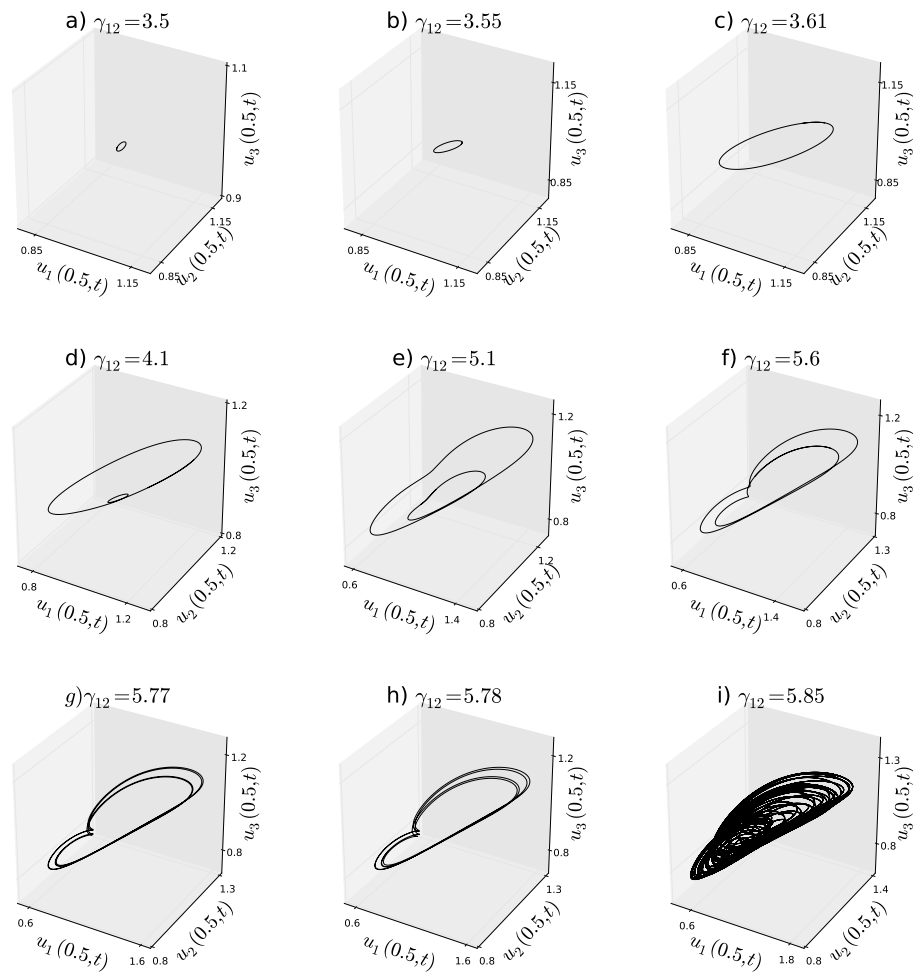 a) γ12=3.5
b) γ12=3.55
c) γ12=3.61
1.1
0.9
u3(0.5,t)
1.15
0.85
u2(0.5,t)
0.85
1.15
u1(0.5,t)
1.15
0.85
u3(0.5,t)
1.15
0.85
u2(0.5,t)
0.85
1.15
u1(0.5,t)
1.15
0.85
u3(0.5,t)
1.15
0.85
u2(0.5,t)
0.85
1.15
u1(0.5,t)
d) γ12=4.1
e) γ12=5.1
f) γ12=5.6
1.2
0.8
u3(0.5,t)
1.2
0.8
u2(0.5,t)
0.8
1.2
u1(0.5,t)
1.2
0.8
u3(0.5,t)
1.2
0.8
u2(0.5,t)
0.6
1.4
u1(0.5,t)
1.2
0.8
u3(0.5,t)
1.3
0.8
u2(0.5,t)
0.6
1.4
u1(0.5,t)
g)γ12=5.77
h) γ12=5.78
i) γ12=5.85
1.2
0.8
u3(0.5,t)
1.3
0.8
u2(0.5,t)
0.6
1.6
u1(0.5,t)
1.2
0.8
u3(0.5,t)
1.3
0.8
u2(0.5,t)
0.6
1.6
u1(0.5,t)
1.3
0.8
u3(0.5,t)
1.4
0.8
u2(0.5,t)
0.6
1.8
u1(0.5,t)